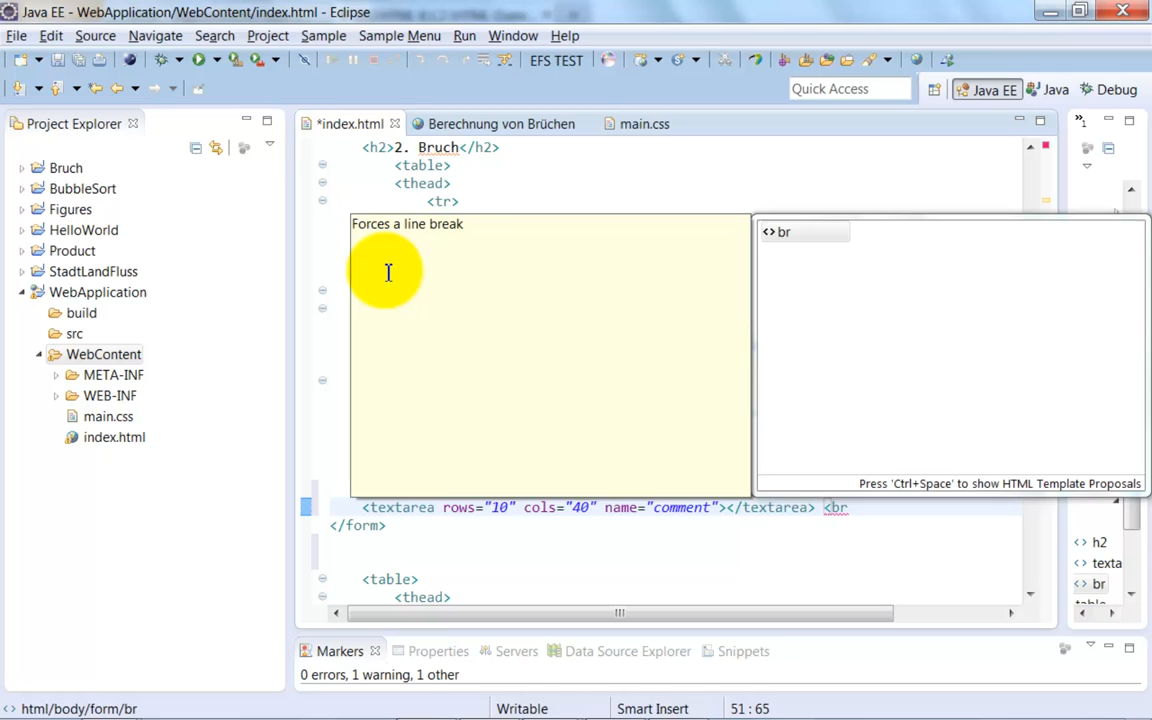 Java EE - WebApplication/WebContent/index.html - Eclipse
File Edit Source Navigate Search Project Sample Sample Menu Run Window Help
EFS TEST
Quick Access
Java EE
Java
Debug
Project Explorer
Bruch
BubbleSort
Figures
HelloWorld
Product
StadtLandFluss
WebApplication
build
src
WebContent
META-INF
WEB-INF
main.css
index.html
*index.html
Berechnung von Brüchen
main.css
<h2>2. Bruch</h2>
<table>
<thead>
<tr>
Forces a line break
<> br
Press 'Ctrl+Space' to show HTML Template Proposals
<textarea rows="10" cols="40" name="comment"></textarea> <br
</form>
<table>
<thead>
1
<> h2
<> texta
<> br
Markers Properties Servers Data Source Explorer Snippets
0 errors, 1 warning, 1 other
<> html/body/form/br
Writable
Smart Insert
51 : 65